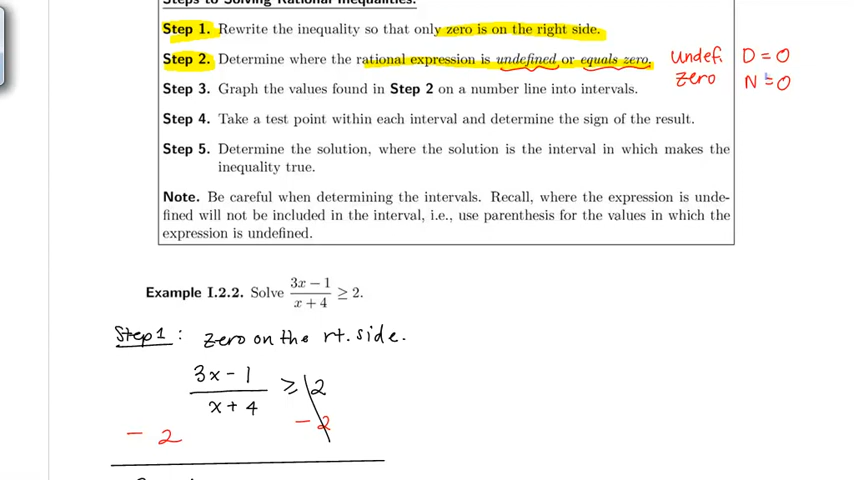 Steps to Solving Rational Inequalities:
Step 1. Rewrite the inequality so that only zero is on the right side.
Step 2. Determine where the rational expression is undefined or equals zero. undef. D = 0
zero N = 0
Step 3. Graph the values found in Step 2 on a number line into intervals.
Step 4. Take a test point within each interval and determine the sign of the result.
Step 5. Determine the solution, where the solution is the interval in which makes the
inequality true.
Note. Be careful when determining the intervals. Recall, where the expression is unde-
fined will not be included in the interval, i.e., use parenthesis for the values in which the
expression is undefined.
Example I.2.2. Solve (3x − 1)/(x + 4) ≥ 2.
Step 1: zero on the rt. side.
(3x - 1)/(x + 4) ≥ 2
- 2 - 2